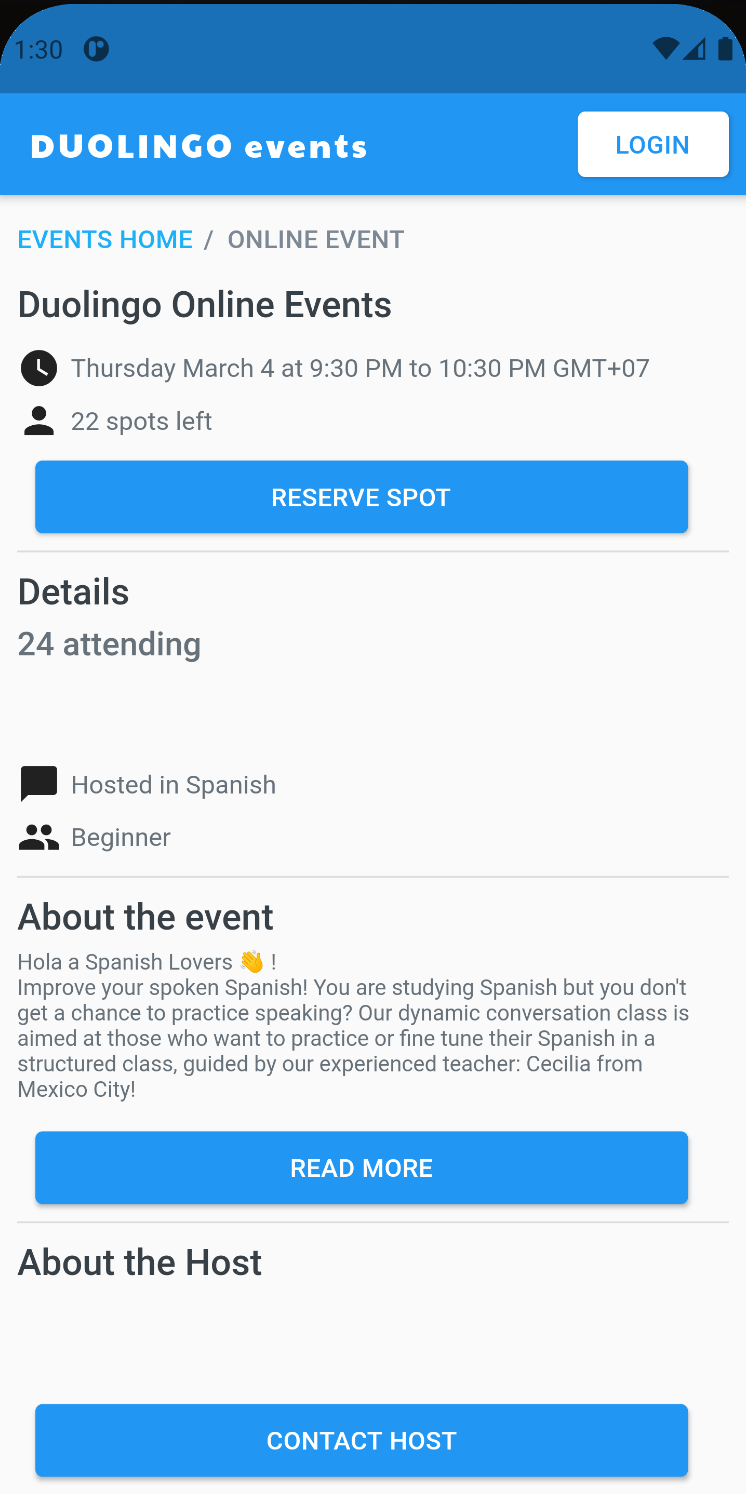 1:30
DUOLINGO events
LOGIN
EVENTS HOME / ONLINE EVENT
Duolingo Online Events
Thursday March 4 at 9:30 PM to 10:30 PM GMT+07
22 spots left
RESERVE SPOT
Details
24 attending
Hosted in Spanish
Beginner
About the event
Hola a Spanish Lovers 👋 !
Improve your spoken Spanish! You are studying Spanish but you don't
get a chance to practice speaking? Our dynamic conversation class is
aimed at those who want to practice or fine tune their Spanish in a
structured class, guided by our experienced teacher: Cecilia from
Mexico City!
READ MORE
About the Host
CONTACT HOST